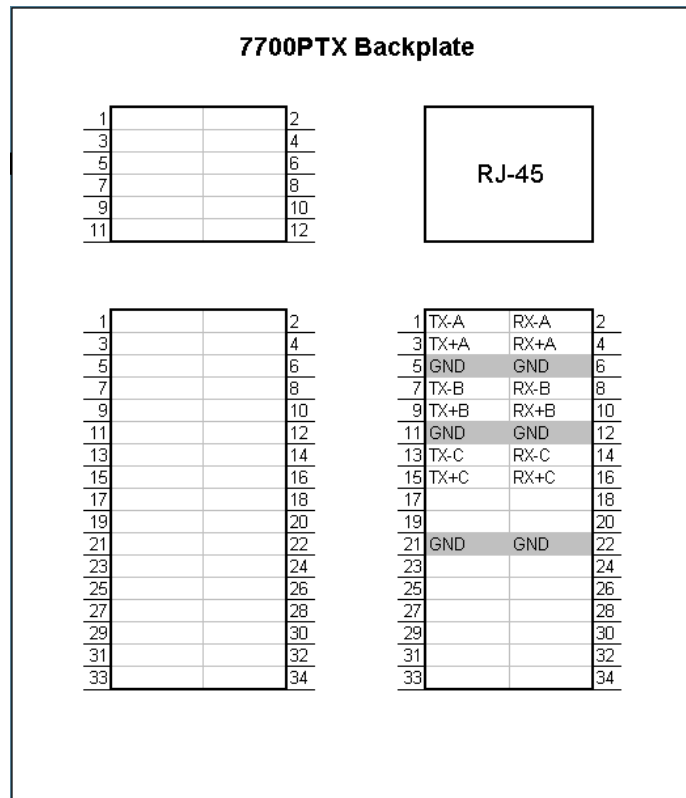 7700PTX Backplate
1 2
3 4
5 6
7 8
9 10
11 12
RJ-45
1 2
3 4
5 6
7 8
9 10
11 12
13 14
15 16
17 18
19 20
21 22
23 24
25 26
27 28
29 30
31 32
33 34
1 TX-A RX-A 2
3 TX+A RX+A 4
5 GND GND 6
7 TX-B RX-B 8
9 TX+B RX+B 10
11 GND GND 12
13 TX-C RX-C 14
15 TX+C RX+C 16
17 18
19 20
21 GND GND 22
23 24
25 26
27 28
29 30
31 32
33 34